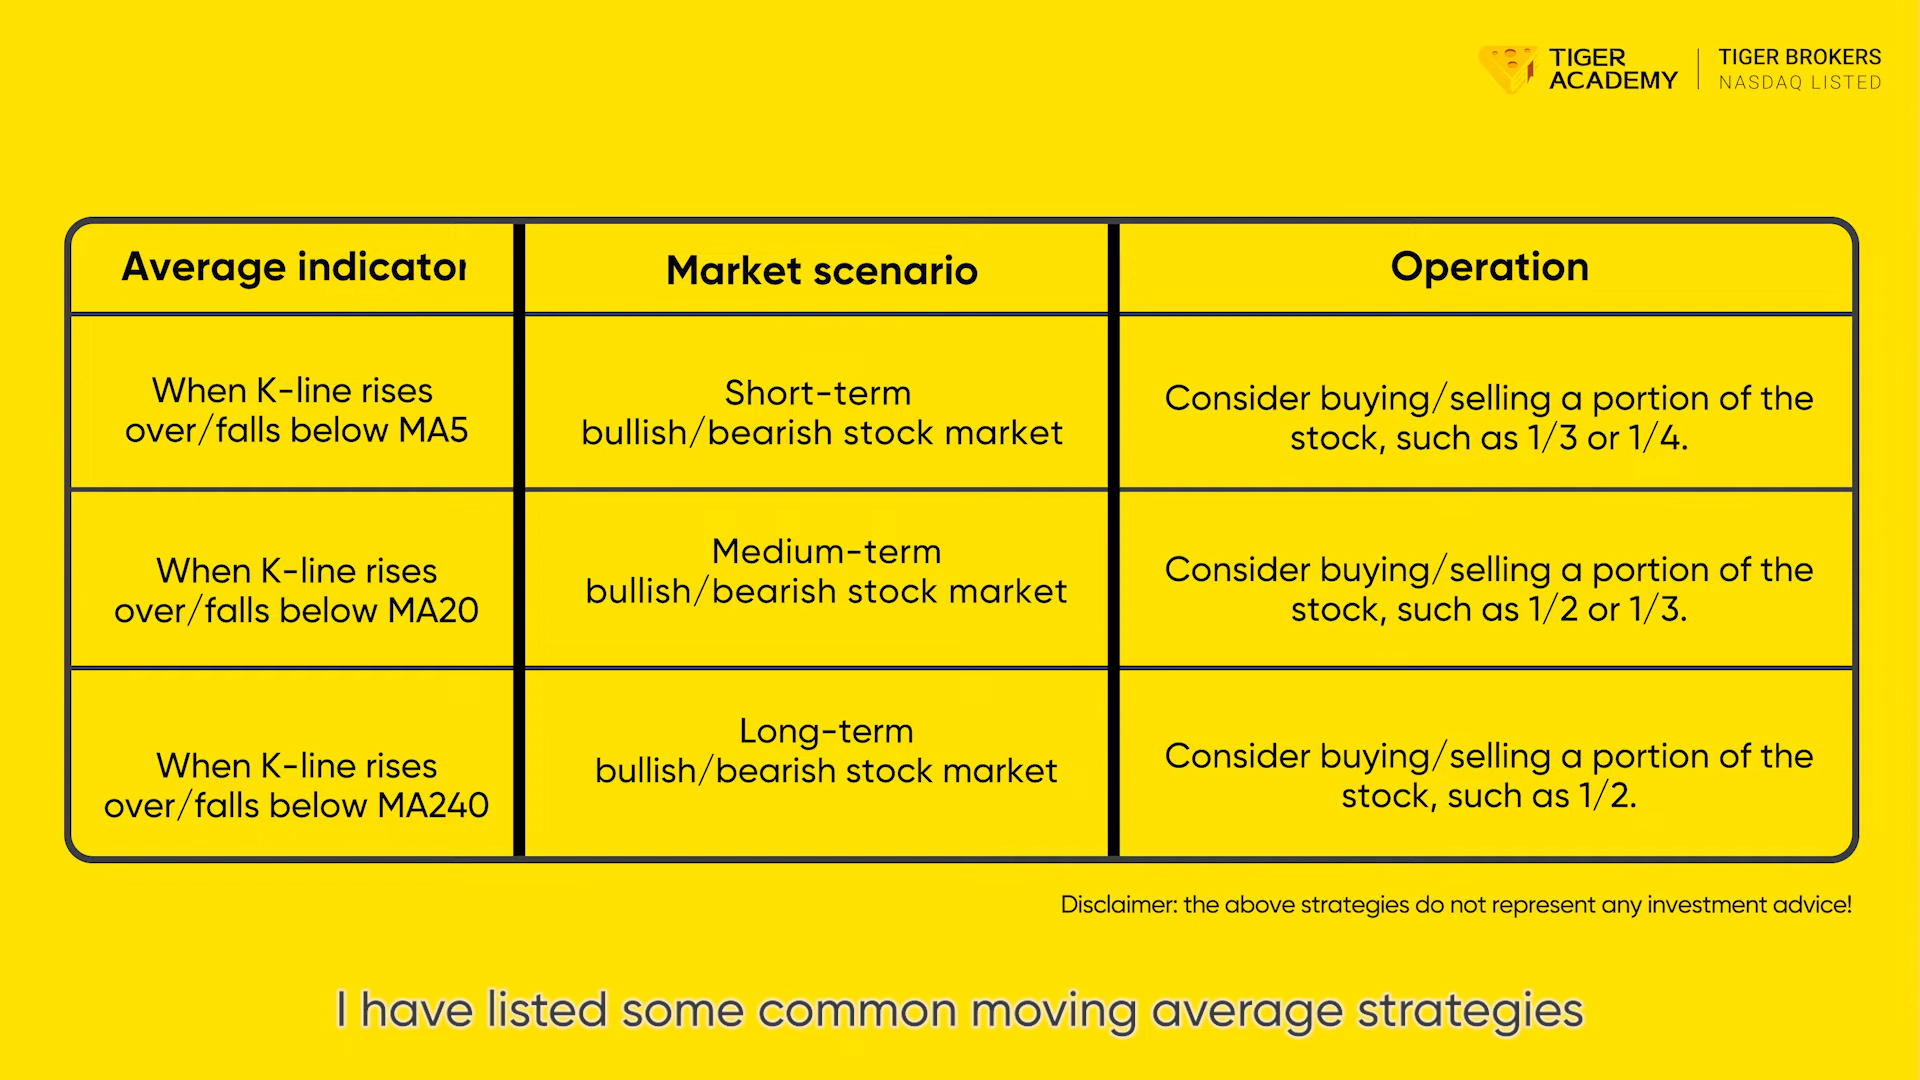 TIGER
ACADEMY
TIGER BROKERS
NASDAQ LISTED
Average indicator
Market scenario
Operation
When K-line rises
over/falls below MA5
Short-term
bullish/bearish stock market
Consider buying/selling a portion of the
stock, such as 1/3 or 1/4.
When K-line rises
over/falls below MA20
Medium-term
bullish/bearish stock market
Consider buying/selling a portion of the
stock, such as 1/2 or 1/3.
When K-line rises
over/falls below MA240
Long-term
bullish/bearish stock market
Consider buying/selling a portion of the
stock, such as 1/2.
Disclaimer: the above strategies do not represent any investment advice!
I have listed some common moving average strategies